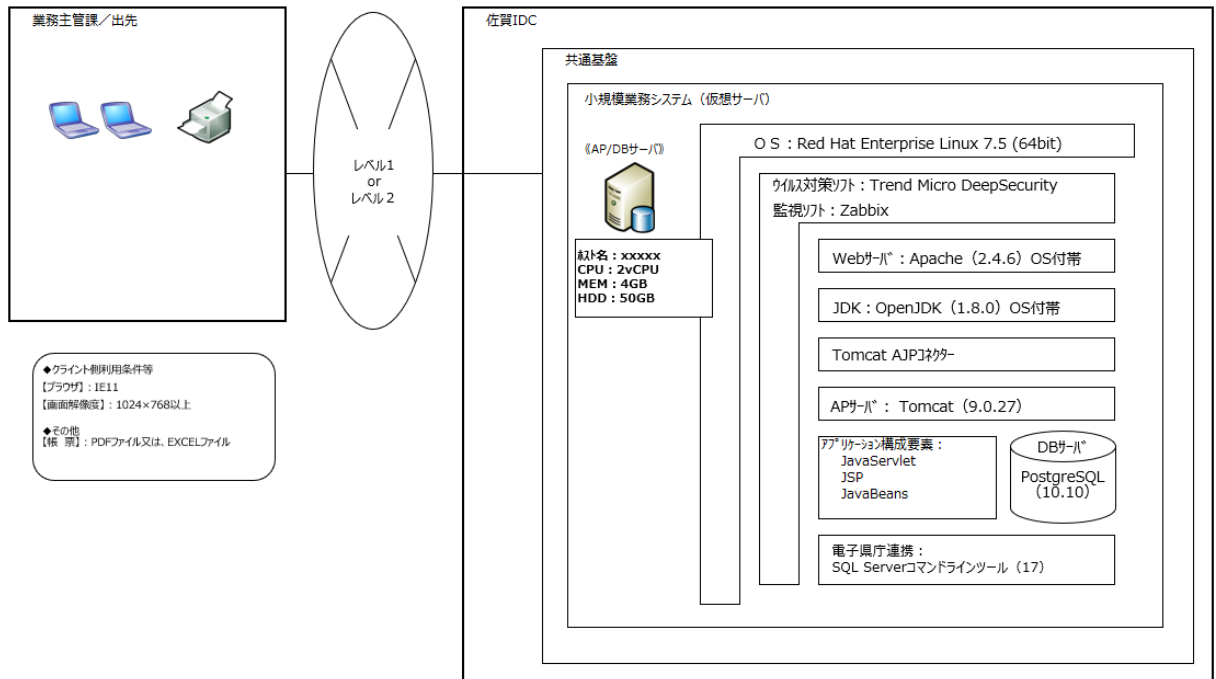 業務主管課／出先
レベル1
or
レベル２
◆クライント側利用条件等
【ブラウザ】：IE11
【画面解像度】：1024×768以上
◆その他
【帳 票】：PDFファイル又は、EXCELファイル
佐賀IDC
共通基盤
小規模業務システム（仮想サーバ）
《AP/DBサーバ》
ﾎｽﾄ名：xxxxx
CPU：2vCPU
MEM：4GB
HDD：50GB
ＯＳ：Red Hat Enterprise Linux 7.5 (64bit)
ｳｲﾙｽ対策ｿﾌﾄ：Trend Micro DeepSecurity
監視ｿﾌﾄ：Zabbix
Webｻｰﾊﾞ：Apache（2.4.6）OS付帯
JDK：OpenJDK（1.8.0）OS付帯
Tomcat AJPｺﾈｸﾀｰ
APｻｰﾊﾞ： Tomcat（9.0.27）
ｱﾌﾟﾘｹｰｼｮﾝ構成要素：
JavaServlet
JSP
JavaBeans
DBｻｰﾊﾞ
PostgreSQL
（10.10）
電子県庁連携：
SQL Serverコマンドラインツール（17）